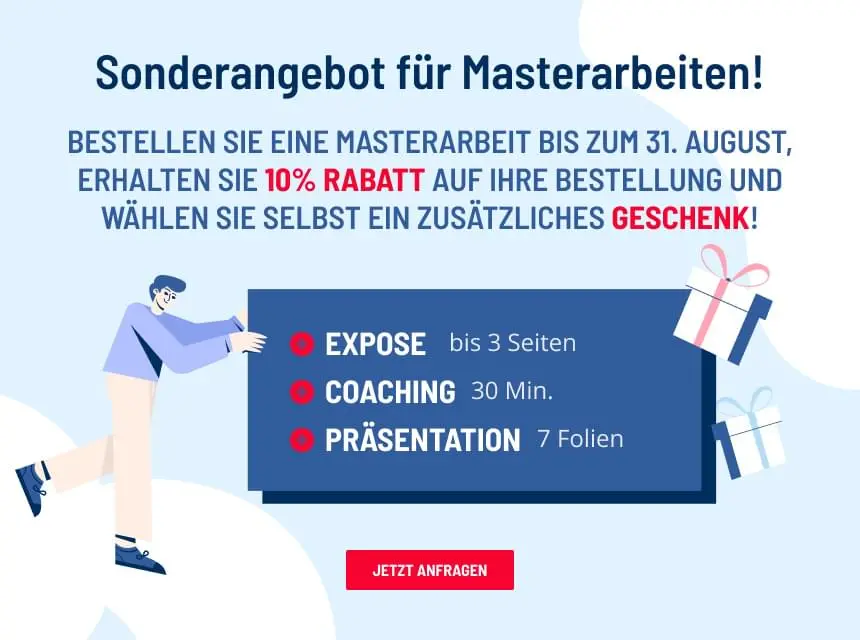 Sonderangebot für Masterarbeiten!
BESTELLEN SIE EINE MASTERARBEIT BIS ZUM 31. AUGUST,
ERHALTEN SIE 10% RABATT AUF IHRE BESTELLUNG UND
WÄHLEN SIE SELBST EIN ZUSÄTZLICHES GESCHENK!
EXPOSE bis 3 Seiten
COACHING 30 Min.
PRÄSENTATION 7 Folien
JETZT ANFRAGEN